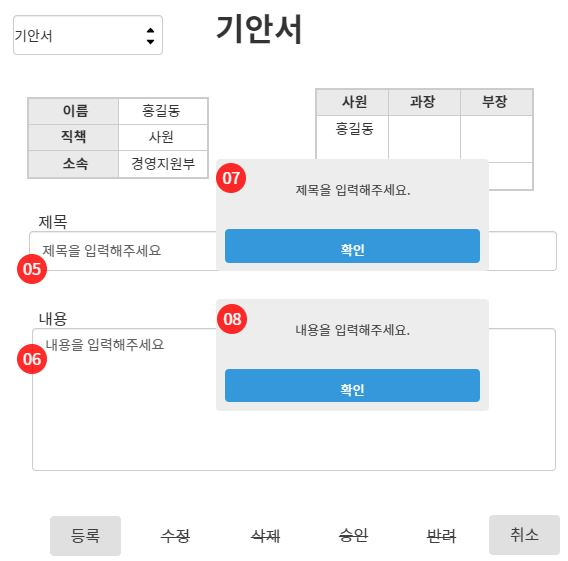 기안서
기안서
이름 홍길동
직책 사원
소속 경영지원부
사원 과장 부장
홍길동
07
제목을 입력해주세요.
확인
제목
제목을 입력해주세요
05
08
내용을 입력해주세요.
확인
내용
내용을 입력해주세요
06
등록 수정 삭제 승인 반려 취소